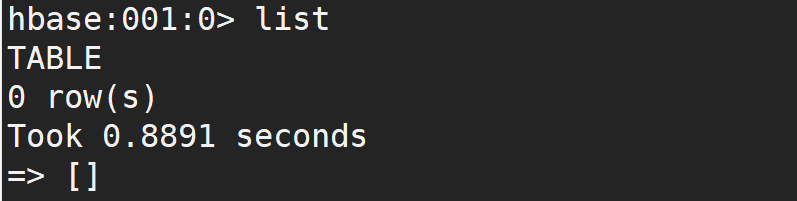 hbase:001:0> list
TABLE
0 row(s)
Took 0.8891 seconds
=> []